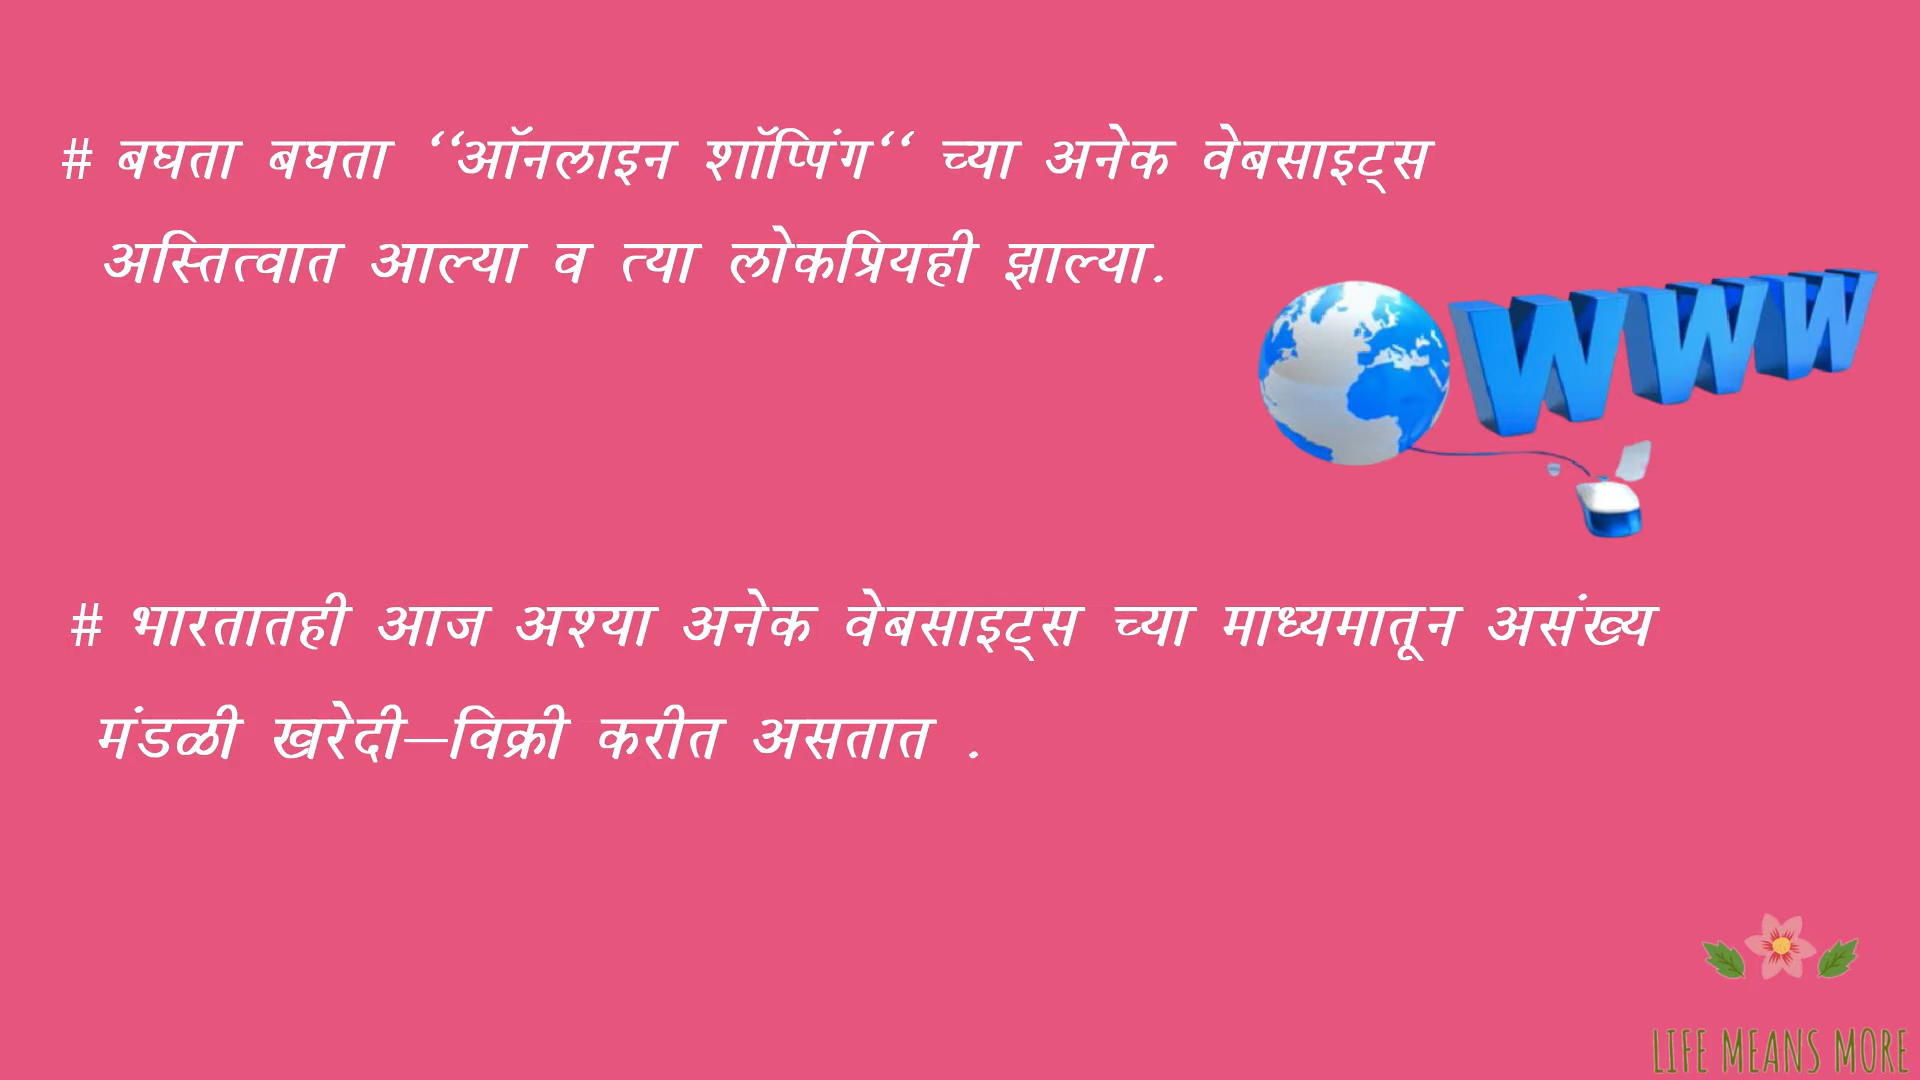 # बघता बघता ‘‘ऑनलाइन शॉप्पिंग‘‘ च्या अनेक वेबसाइट्स
अस्तित्वात आल्या व त्या लोकप्रियही झाल्या.
WWW
# भारतातही आज अश्या अनेक वेबसाइट्स च्या माध्यमातून असंख्य
मंडळी खरेदी—विक्री करीत असतात .
LIFE MEANS MORE